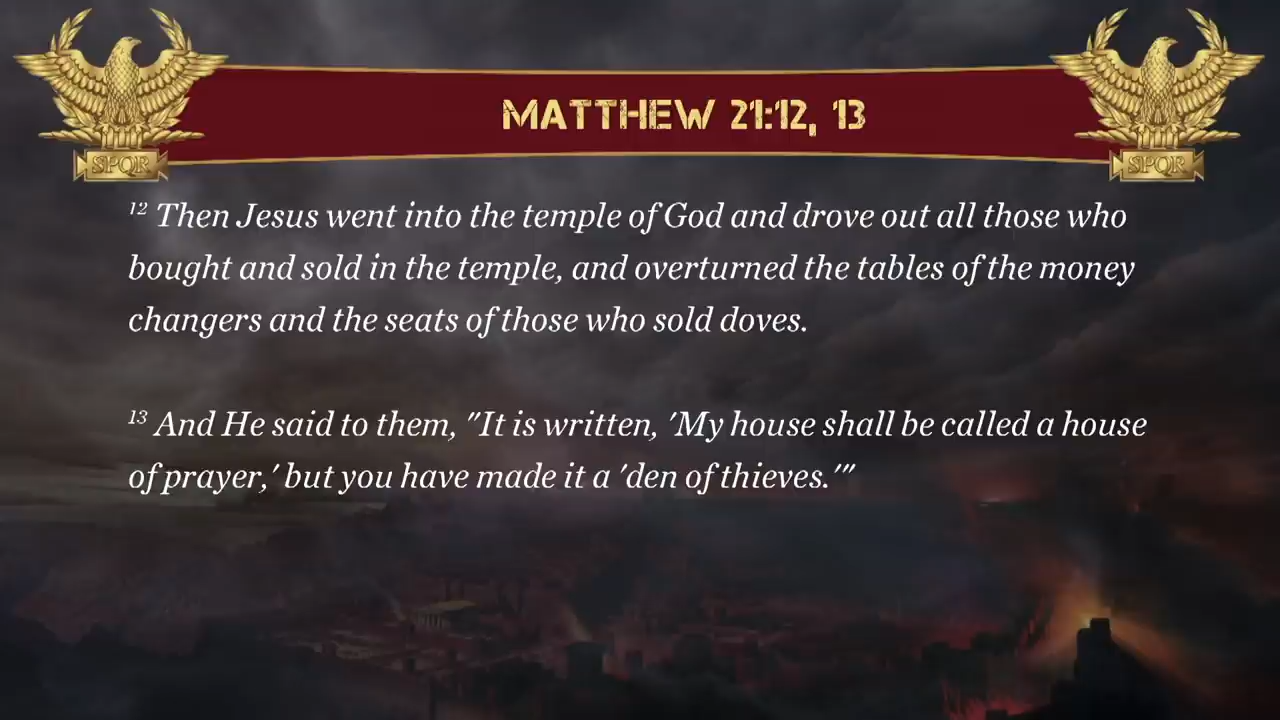 MATTHEW 21:12, 13
SPQR SPQR
12 Then Jesus went into the temple of God and drove out all those who
bought and sold in the temple, and overturned the tables of the money
changers and the seats of those who sold doves.
13 And He said to them, "It is written, 'My house shall be called a house
of prayer,' but you have made it a 'den of thieves.'"